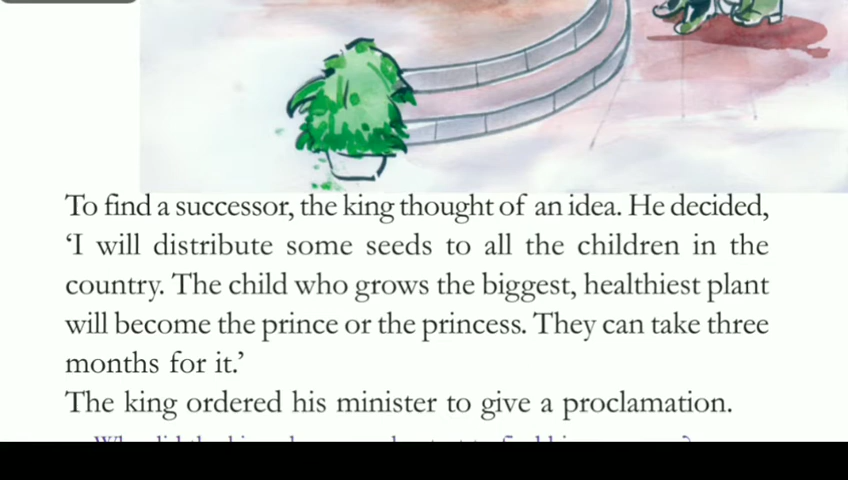 To find a successor, the king thought of an idea. He decided,
‘I will distribute some seeds to all the children in the
country. The child who grows the biggest, healthiest plant
will become the prince or the princess. They can take three
months for it.’
The king ordered his minister to give a proclamation.